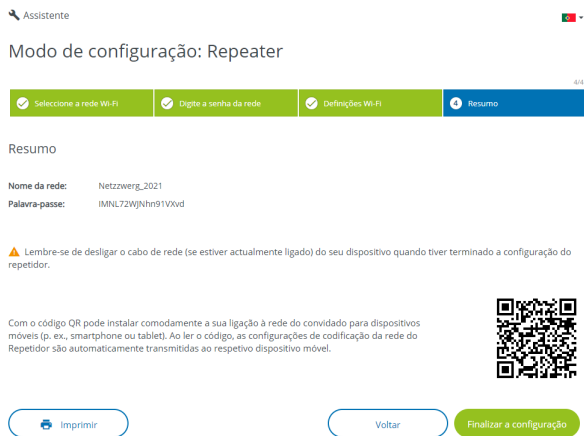 Assistente
Modo de configuração: Repeater
4/4
Seleccione a rede Wi-Fi
Digite a senha da rede
Definições Wi-Fi
4 Resumo
Resumo
Nome da rede: Netzzwerg_2021
Palavra-passe: IMNL72WJNhn91VXvd
Lembre-se de desligar o cabo de rede (se estiver actualmente ligado) do seu dispositivo quando tiver terminado a configuração do
repetidor.
Com o código QR pode instalar comodamente a sua ligação à rede do convidado para dispositivos
móveis (p. ex., smartphone ou tablet). Ao ler o código, as configurações de codificação da rede do
Repetidor são automaticamente transmitidas ao respetivo dispositivo móvel.
Imprimir
Voltar
Finalizar a configuração